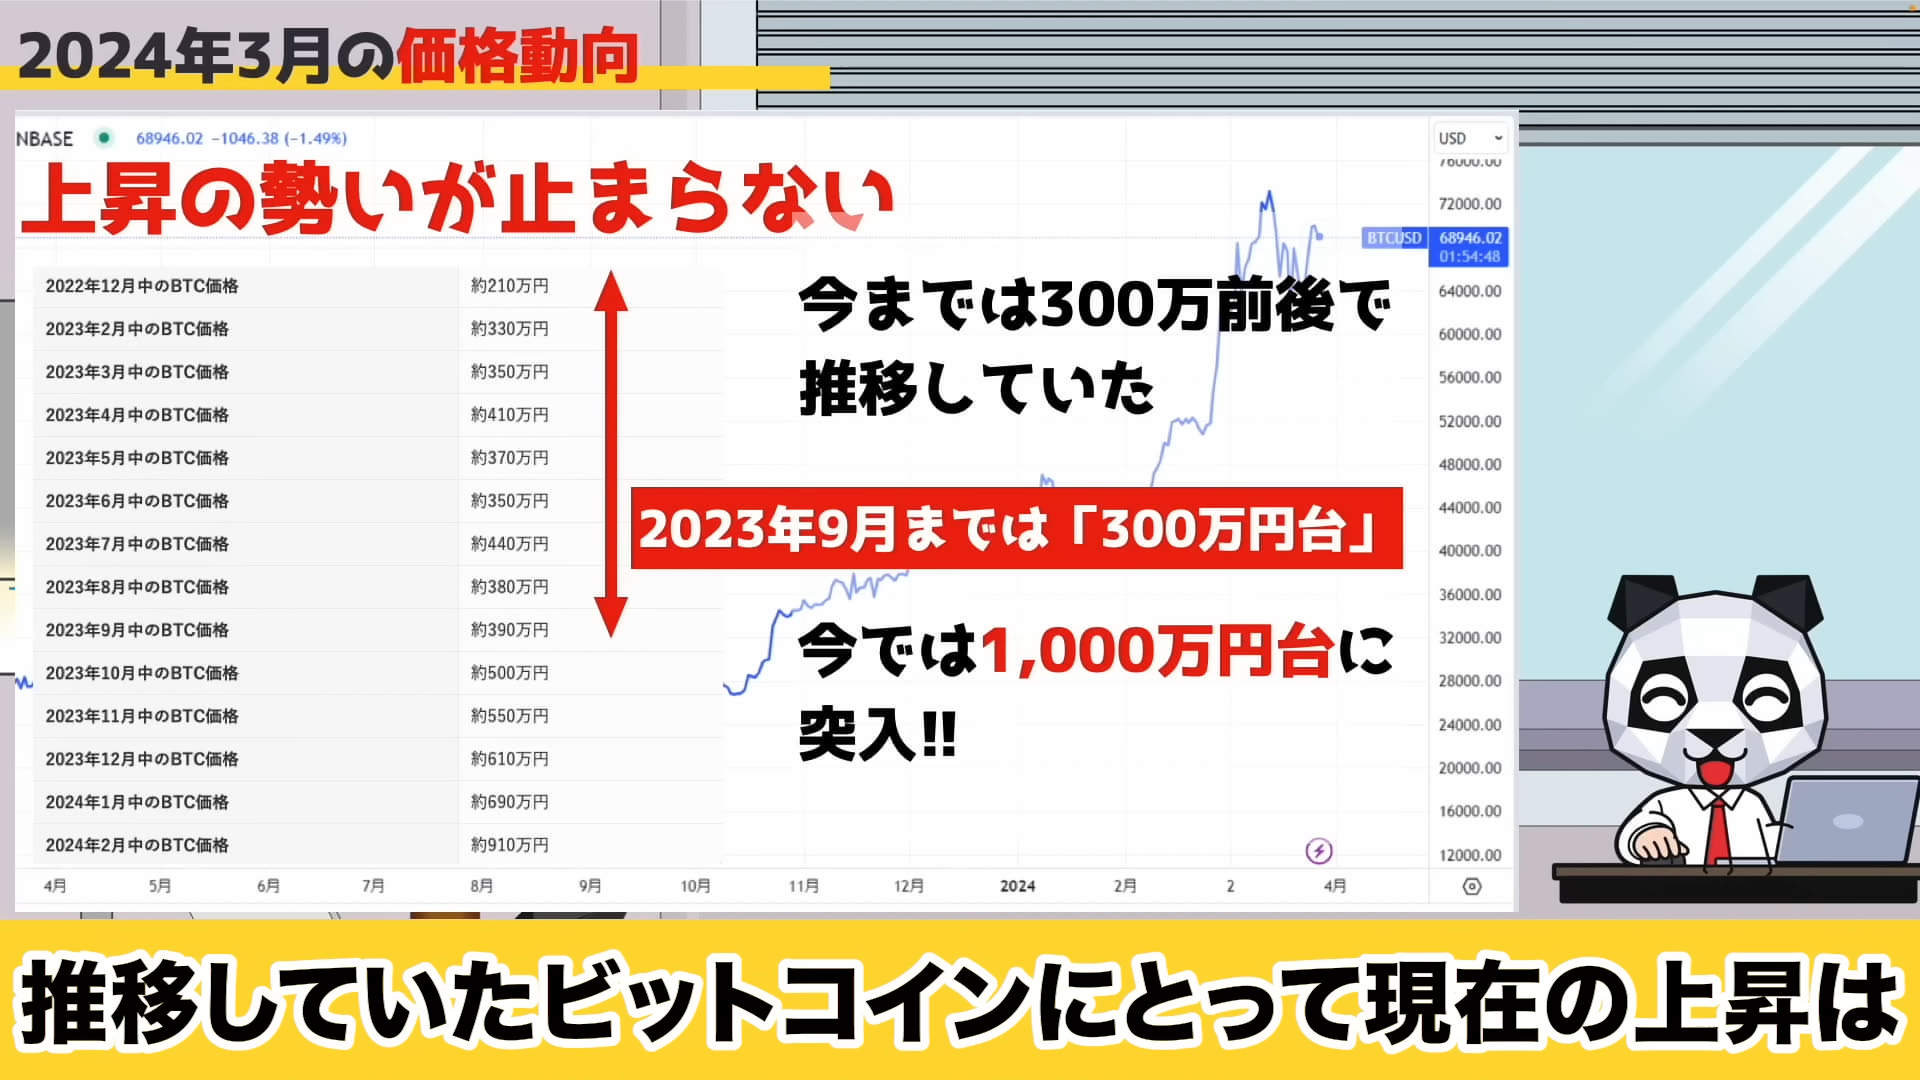 2024年3月の価格動向
NBASE 68946.02 −1046.38 (−1.49%)
USD
上昇の勢いが止まらない
76000.00
72000.00
BTCUSD 68946.02
01:54:48
64000.00
60000.00
56000.00
52000.00
48000.00
44000.00
40000.00
36000.00
32000.00
28000.00
24000.00
20000.00
16000.00
12000.00
2022年12月中のBTC価格 約210万円
2023年2月中のBTC価格 約330万円
2023年3月中のBTC価格 約350万円
2023年4月中のBTC価格 約410万円
2023年5月中のBTC価格 約370万円
2023年6月中のBTC価格 約350万円
2023年7月中のBTC価格 約440万円
2023年8月中のBTC価格 約380万円
2023年9月中のBTC価格 約390万円
2023年10月中のBTC価格 約500万円
2023年11月中のBTC価格 約550万円
2023年12月中のBTC価格 約610万円
2024年1月中のBTC価格 約690万円
2024年2月中のBTC価格 約910万円
今までは300万前後で
推移していた
2023年9月までは「300万円台」
今では1,000万円台に
突入!!
4月 5月 6月 7月 8月 9月 10月 11月 12月 2024 2月 2 4月
推移していたビットコインにとって現在の上昇は